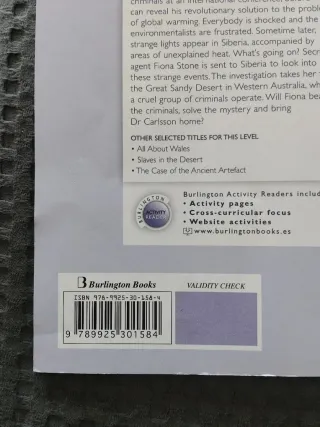 criminals at an international conference,
can reveal his revolutionary solution to the
of global warming. Everybody is shocked and the
environmentalists are frustrated. Sometime later,
strange lights appear in Siberia, accompanied by
areas of unexplained heat. What's going on?
agent Fiona Stone is sent to Siberia to look into
these strange events. The investigation takes her
the Great Sandy Desert in Western Australia,
a cruel group of criminals operate. Will Fiona
the criminals, solve the mystery and bring
Dr Carlsson home?
OTHER SELECTED TITLES FOR THIS LEVEL
• All About Wales
• Slaves in the Desert
• The Case of the Ancient Artefact
Burlington Activity Readers
• Activity pages
• Cross-curricular focus
• Website activities
www.burlingtonbooks.es
BURLINGTON
ACTIVITY
READER
B Burlington Books
VALIDITY CHECK
ISBN 978-9925-30-158-4
9 789925 301584